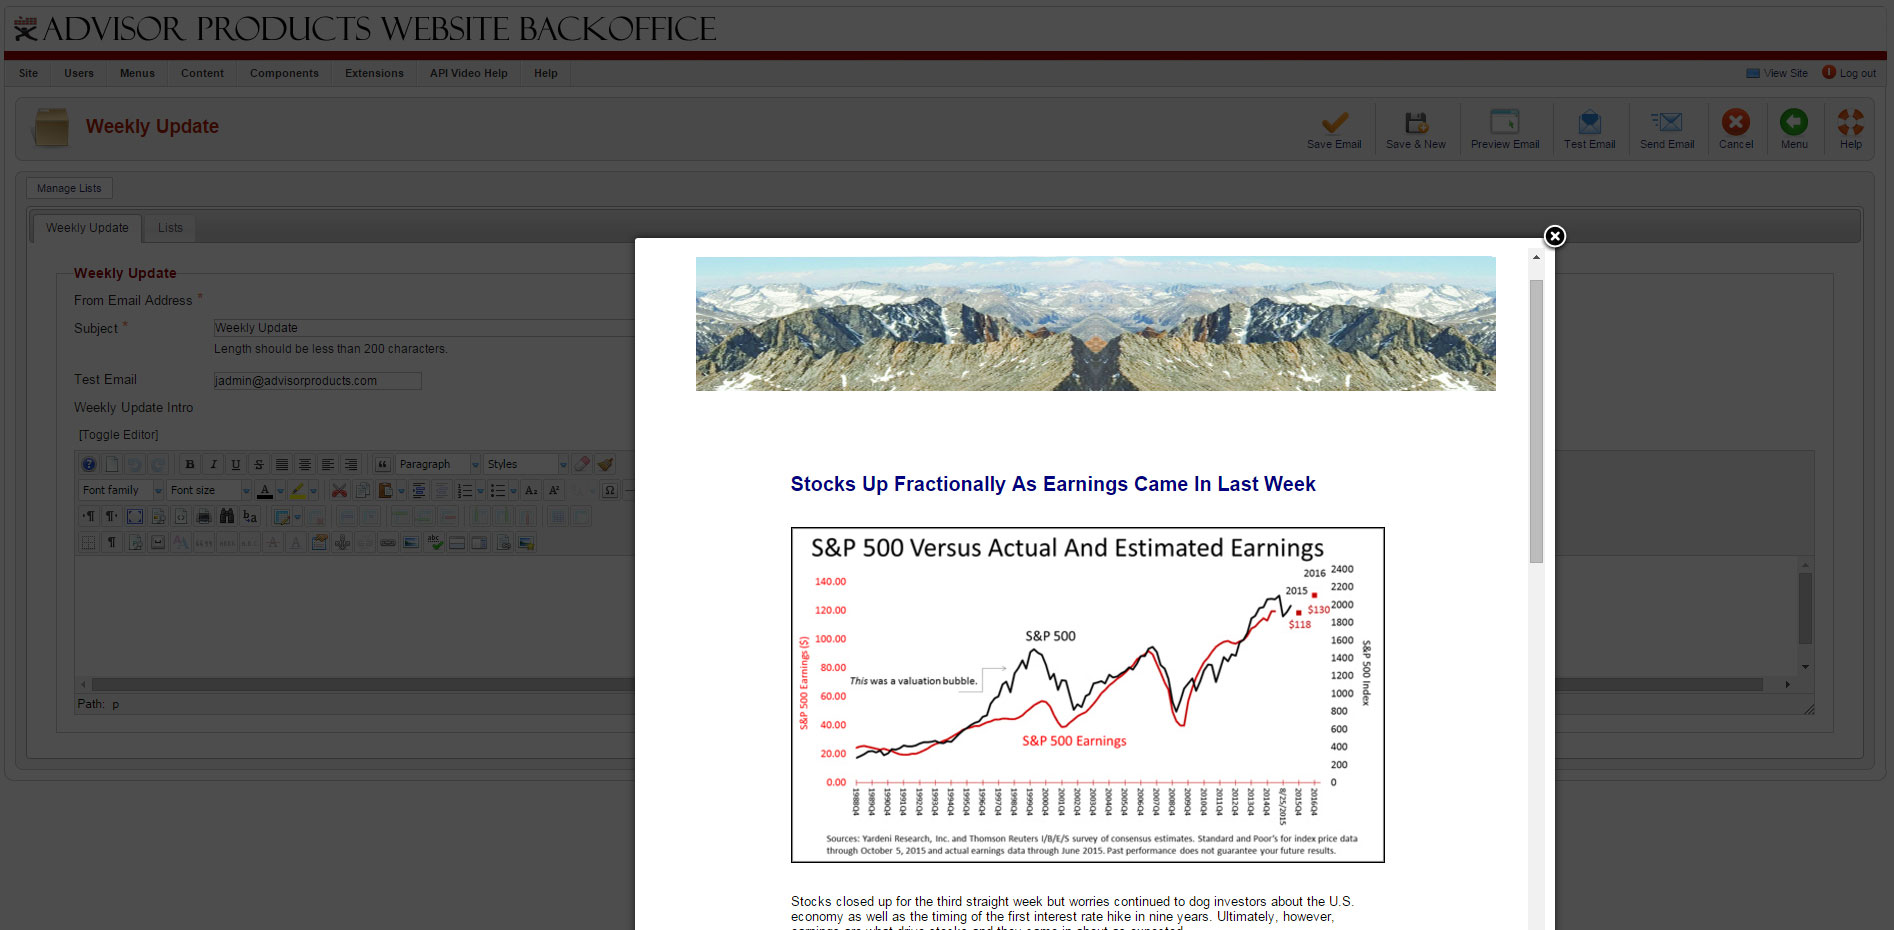 ADVISOR PRODUCTS WEBSITE BACKOFFICE
Site Users Menus Content Components Extensions API Video Help Help View Site Log out
Weekly Update
Save Email Save & New Preview Email Test Email Send Email Cancel Menu Help
Manage Lists
Weekly Update Lists
Weekly Update
From Email Address *
Subject * Weekly Update
Length should be less than 200 characters.
Test Email jadmin@advisorproducts.com
Weekly Update Intro
[Toggle Editor]
B I U S Paragraph Styles
Font family Font size
Path: p
Stocks Up Fractionally As Earnings Came In Last Week
S&P 500 Versus Actual And Estimated Earnings
S&P 500 Earnings ($)
140.00
120.00
100.00
80.00
60.00
40.00
20.00
0.00
2016
2015
$130
$118
S&P 500
This was a valuation bubble.
S&P 500 Earnings
2400
2200
2000
1800
1600
1400
1200
1000
800
600
400
200
0
S&P 500 Index
1988Q4 1989Q4 1990Q4 1991Q4 1992Q4 1993Q4 1994Q4 1995Q4 1996Q4 1997Q4 1998Q4 1999Q4 2000Q4 2001Q4 2002Q4 2003Q4 2004Q4 2005Q4 2006Q4 2007Q4 2008Q4 2009Q4 2010Q4 2011Q4 2012Q4 2013Q4 2014Q4 8/25/2015 2015Q4 2016Q4
Sources: Yardeni Research, Inc. and Thomson Reuters I/B/E/S survey of consensus estimates. Standard and Poor's for index price data
through October 5, 2015 and actual earnings data through June 2015. Past performance does not guarantee your future results.
Stocks closed up for the third straight week but worries continued to dog investors about the U.S.
economy as well as the timing of the first interest rate hike in nine years. Ultimately, however,